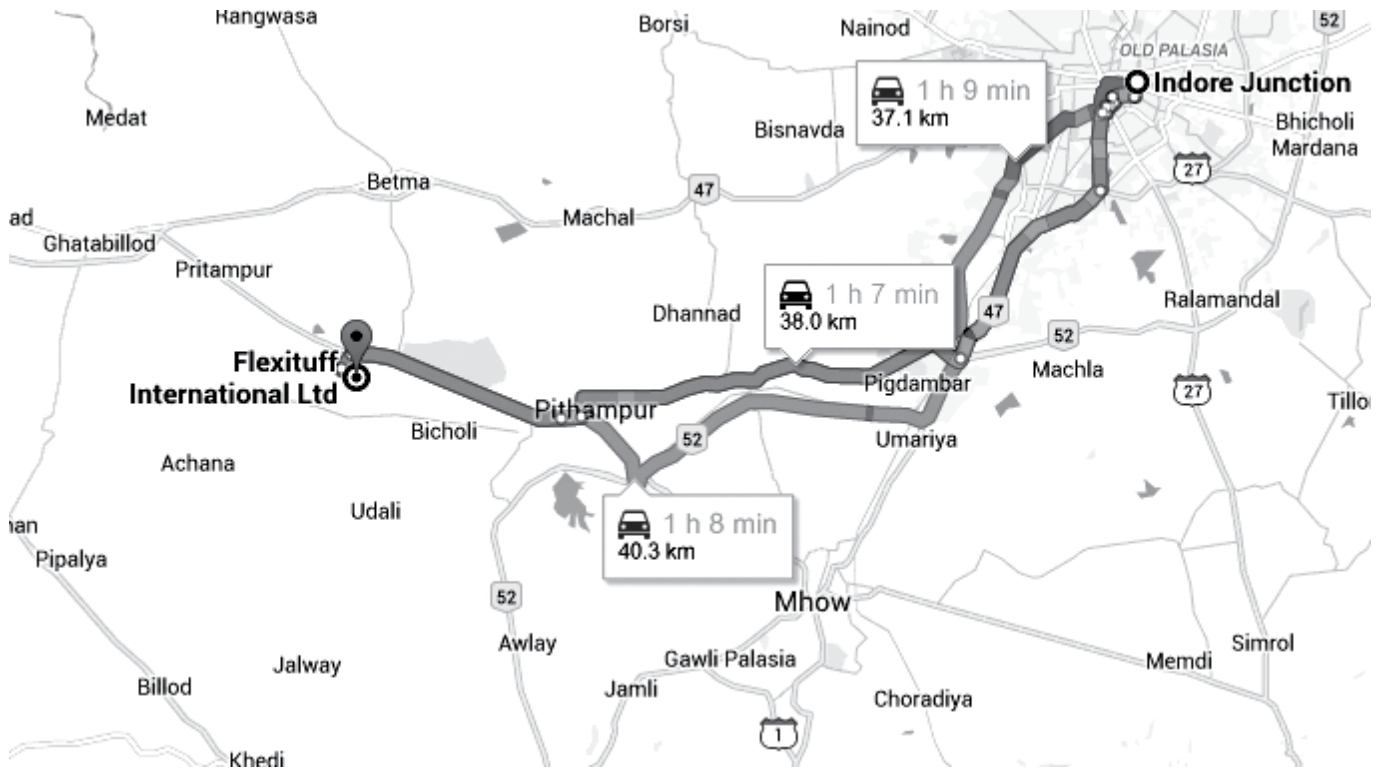 Rangwasa
Borsi
Nainod
52
OLD PALASIA
Medat
1 h 9 min
37.1 km
Indore Junction
Bisnavda
Bhicholi
Mardana
27
Betma
47
Machal
ad
Ghatabillod
Pritampur
1 h 7 min
38.0 km
Dhannad
47
Ralamandal
52
Flexituff
International Ltd
Machla
Pigdambar
27
Pithampur
Tillo
Bicholi
52
Umariya
Achana
Udali
1 h 8 min
40.3 km
Pipalya
52
Mhow
Awlay
Simrol
Jalway
Gawli Palasia
Memdi
Billod
Jamli
Choradiya
1
Khedi